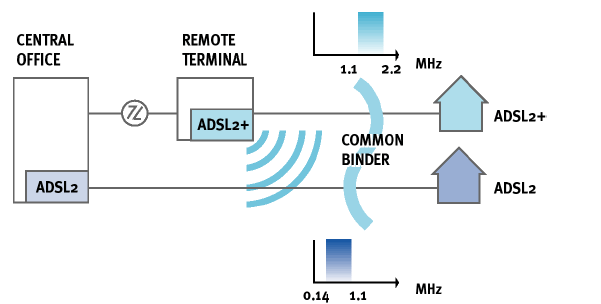 CENTRAL
OFFICE
REMOTE
TERMINAL
1.1
2.2
MHz
ADSL2+
ADSL2+
COMMON
BINDER
ADSL2
ADSL2
0.14
1.1
MHz